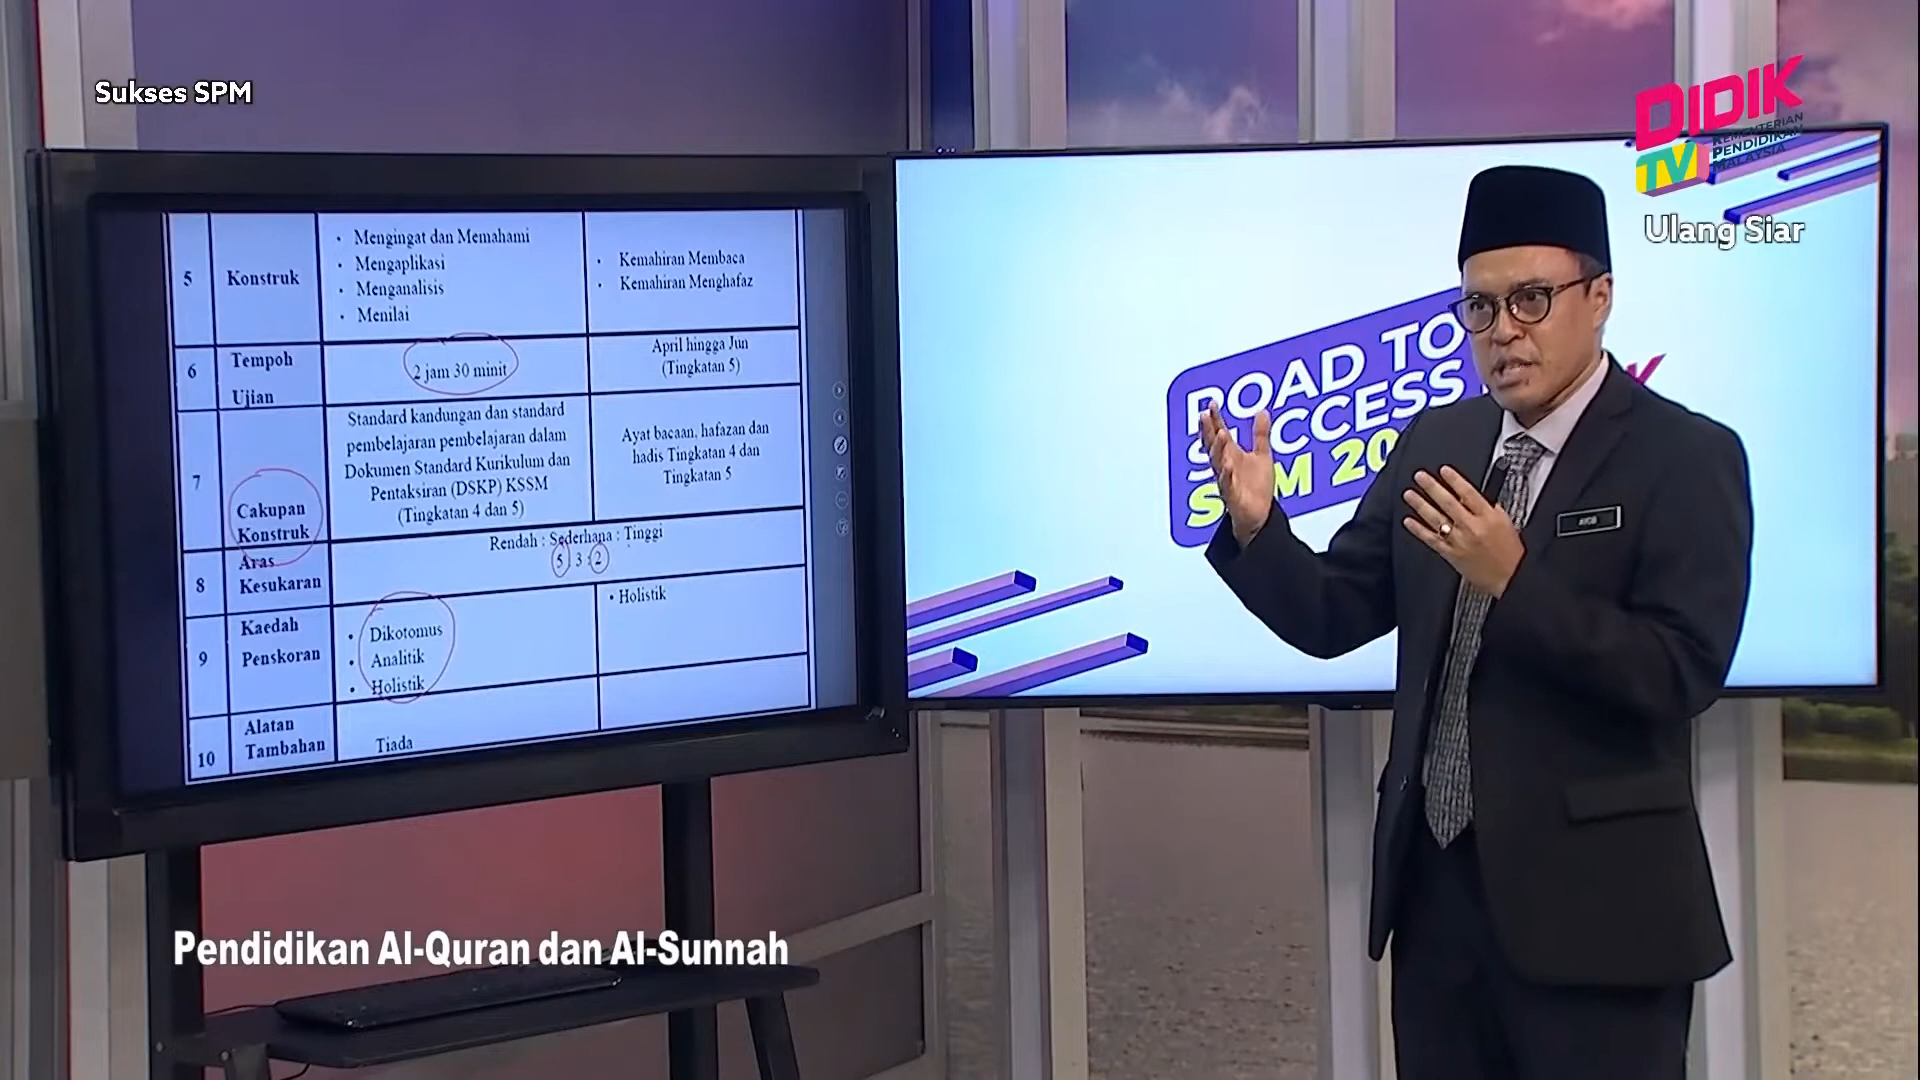 Sukses SPM
DIDIK
TV
KEMENTERIAN
PENDIDIKAN
MALAYSIA
Ulang Siar
5
Konstruk
• Mengingat dan Memahami
• Mengaplikasi
• Menganalisis
• Menilai
• Kemahiran Membaca
• Kemahiran Menghafaz
6
Tempoh
Ujian
2 jam 30 minit
April hingga Jun
(Tingkatan 5)
7
Cakupan
Konstruk
Standard kandungan dan standard
pembelajaran pembelajaran dalam
Dokumen Standard Kurikulum dan
Pentaksiran (DSKP) KSSM
(Tingkatan 4 dan 5)
Ayat bacaan, hafazan dan
hadis Tingkatan 4 dan
Tingkatan 5
8
Aras
Kesukaran
Rendah : Sederhana : Tinggi
5 : 3 : 2
9
Kaedah
Penskoran
• Dikotomus
• Analitik
• Holistik
• Holistik
10
Alatan
Tambahan
Tiada
ROAD TO
SUCCESS
SPM 20
AYOB
Pendidikan Al-Quran dan Al-Sunnah